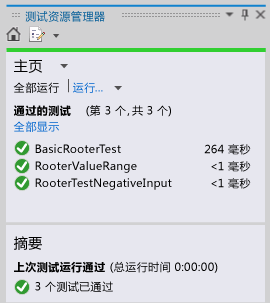 测试资源管理器
主页
全部运行 | 运行...
通过的测试 (第 3 个,共 3 个)
全部显示
BasicRooterTest 264 毫秒
RooterValueRange <1 毫秒
RooterTestNegativeInput <1 毫秒
摘要
上次测试运行通过 (总运行时间 0:00:00)
3 个测试已通过